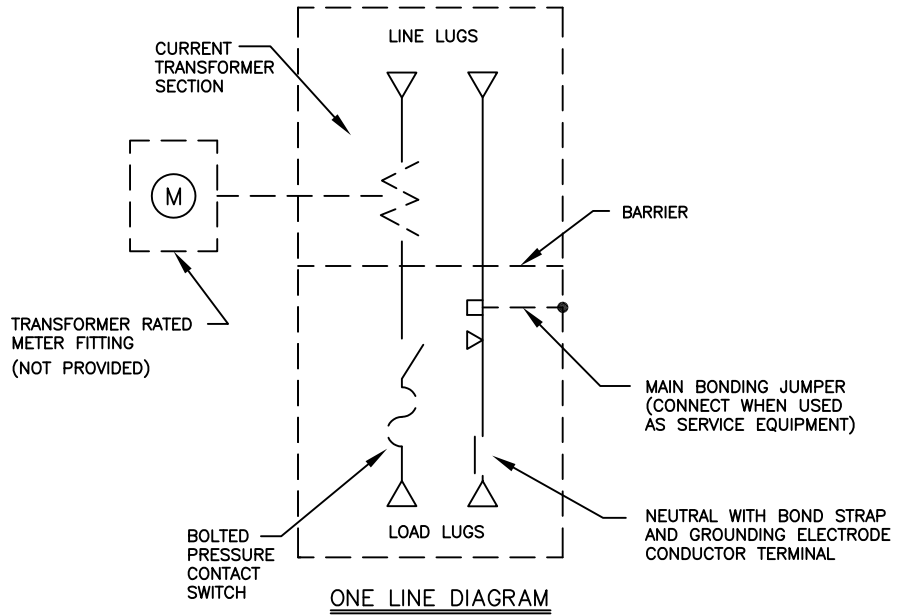 LINE LUGS
CURRENT
TRANSFORMER
SECTION
M
BARRIER
TRANSFORMER RATED
METER FITTING
(NOT PROVIDED)
MAIN BONDING JUMPER
(CONNECT WHEN USED
AS SERVICE EQUIPMENT)
BOLTED
PRESSURE
CONTACT
SWITCH
LOAD LUGS
NEUTRAL WITH BOND STRAP
AND GROUNDING ELECTRODE
CONDUCTOR TERMINAL
ONE LINE DIAGRAM